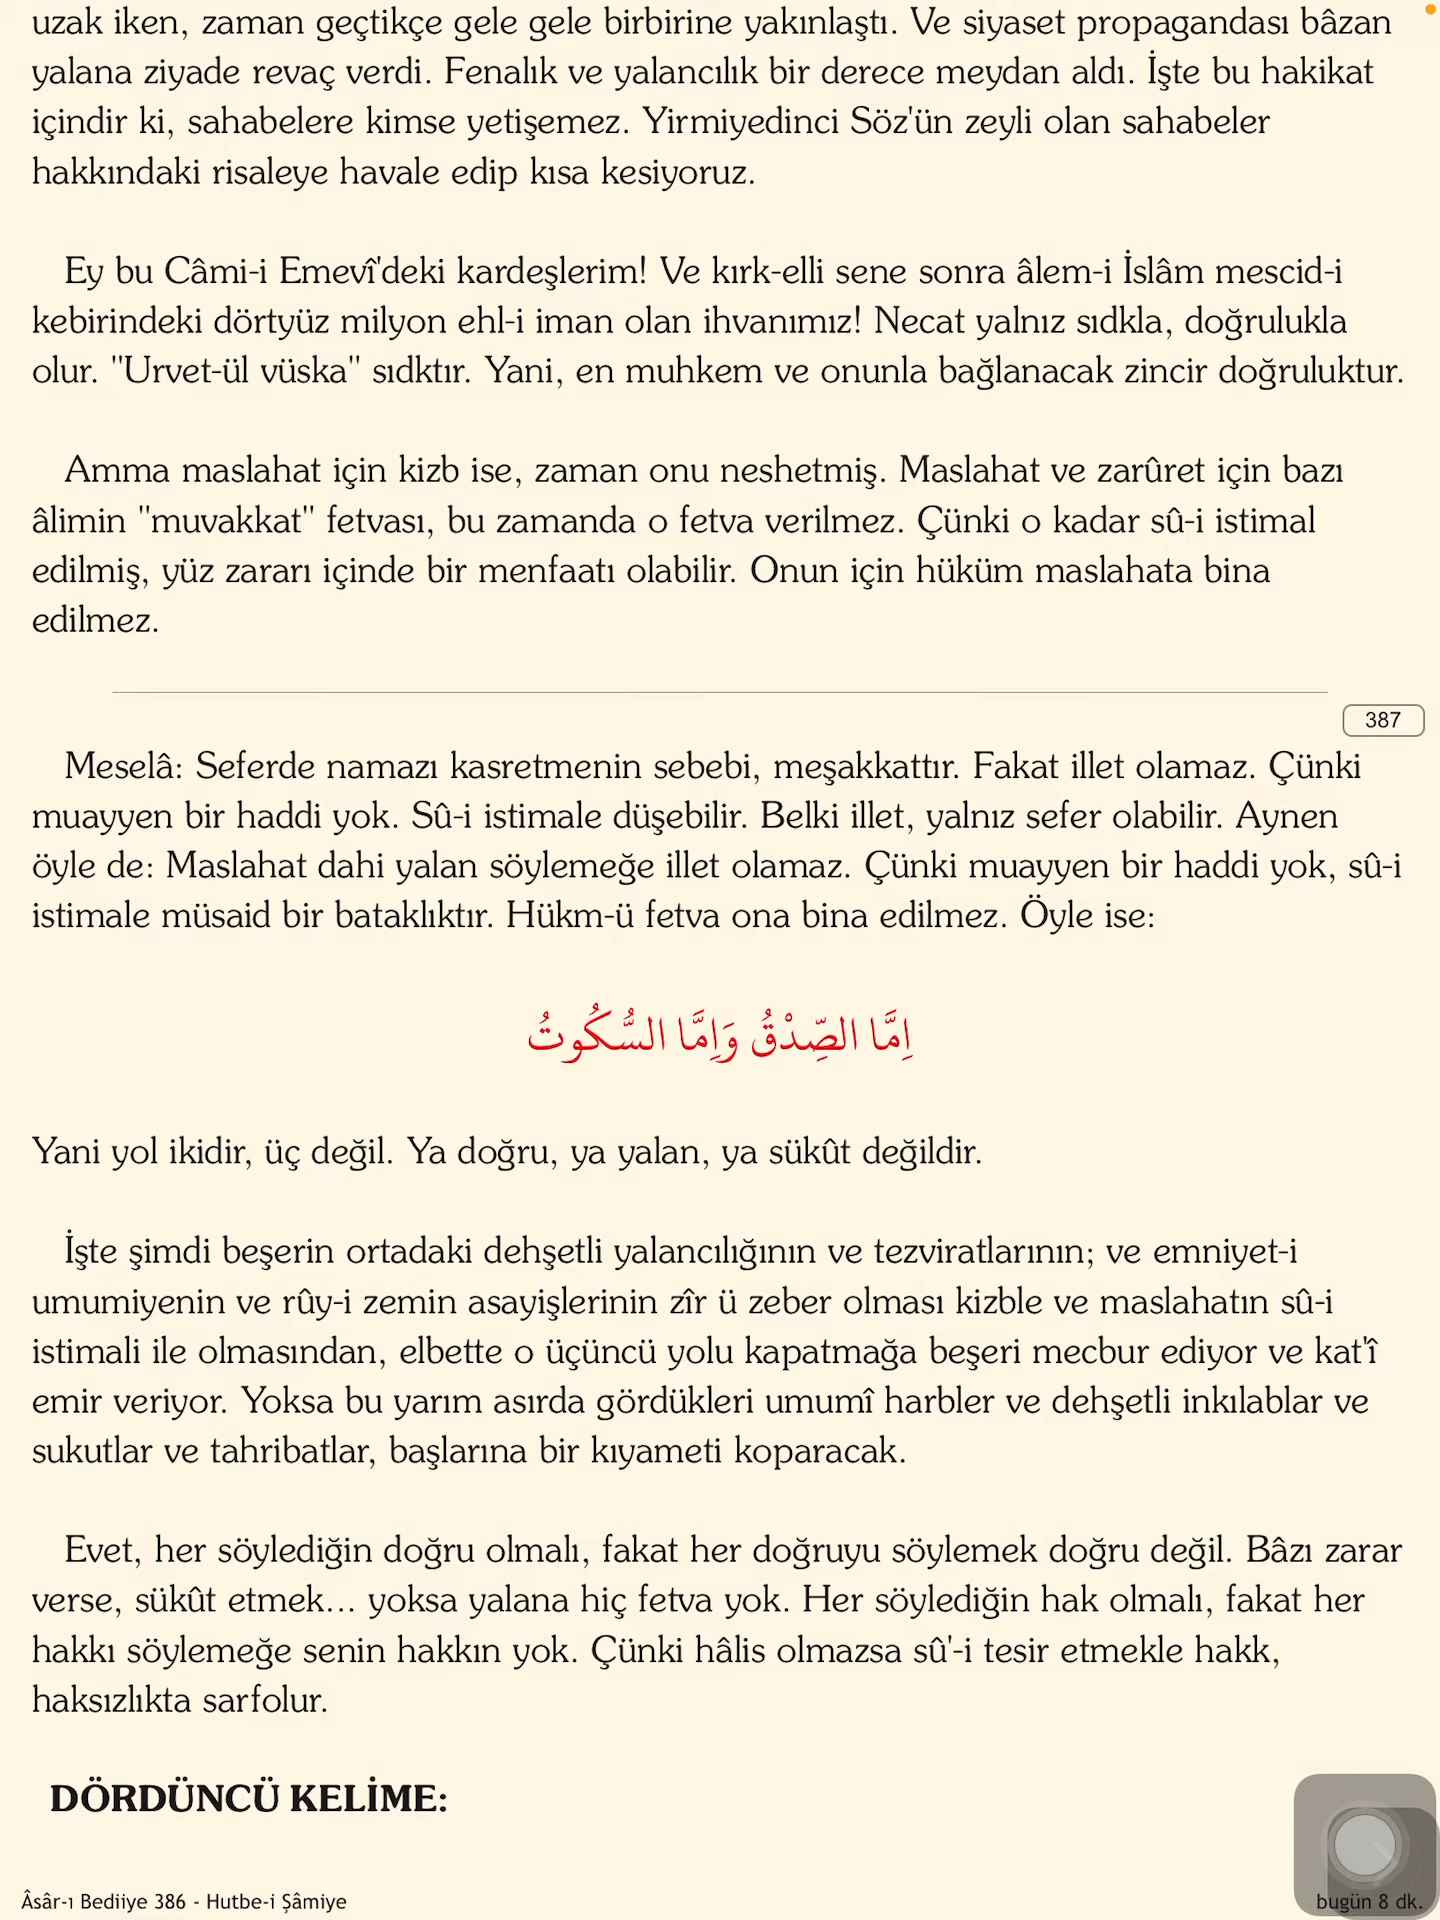 uzak iken, zaman geçtikçe gele gele birbirine yakınlaştı. Ve siyaset propagandası bâzan
yalana ziyade revaç verdi. Fenalık ve yalancılık bir derece meydan aldı. İşte bu hakikat
içindir ki, sahabelere kimse yetişemez. Yirmiyedinci Söz'ün zeyli olan sahabeler
hakkındaki risaleye havale edip kısa kesiyoruz.
Ey bu Câmi-i Emevî'deki kardeşlerim! Ve kırk-elli sene sonra âlem-i İslâm mescid-i
kebirindeki dörtyüz milyon ehl-i iman olan ihvanımız! Necat yalnız sıdkla, doğrulukla
olur. "Urvet-ül vüska" sıdktır. Yani, en muhkem ve onunla bağlanacak zincir doğruluktur.
Amma maslahat için kizb ise, zaman onu neshetmiş. Maslahat ve zarûret için bazı
âlimin "muvakkat" fetvası, bu zamanda o fetva verilmez. Çünki o kadar sû-i istimal
edilmiş, yüz zararı içinde bir menfaatı olabilir. Onun için hüküm maslahata bina
edilmez.
387
Meselâ: Seferde namazı kasretmenin sebebi, meşakkattır. Fakat illet olamaz. Çünki
muayyen bir haddi yok. Sû-i istimale düşebilir. Belki illet, yalnız sefer olabilir. Aynen
öyle de: Maslahat dahi yalan söylemeğe illet olamaz. Çünki muayyen bir haddi yok, sû-i
istimale müsaid bir bataklıktır. Hükm-ü fetva ona bina edilmez. Öyle ise:
اِمَّا الصِّدْقُ وَاِمَّا السُّكُوتُ
Yani yol ikidir, üç değil. Ya doğru, ya yalan, ya sükût değildir.
İşte şimdi beşerin ortadaki dehşetli yalancılığının ve tezviratlarının; ve emniyet-i
umumiyenin ve rûy-i zemin asayişlerinin zîr ü zeber olması kizble ve maslahatın sû-i
istimali ile olmasından, elbette o üçüncü yolu kapatmağa beşeri mecbur ediyor ve kat'î
emir veriyor. Yoksa bu yarım asırda gördükleri umumî harbler ve dehşetli inkılablar ve
sukutlar ve tahribatlar, başlarına bir kıyameti koparacak.
Evet, her söylediğin doğru olmalı, fakat her doğruyu söylemek doğru değil. Bâzı zarar
verse, sükût etmek... yoksa yalana hiç fetva yok. Her söylediğin hak olmalı, fakat her
hakkı söylemeğe senin hakkın yok. Çünki hâlis olmazsa sû'-i tesir etmekle hakk,
haksızlıkta sarfolur.
DÖRDÜNCÜ KELİME:
Âsâr-ı Bediiye 386 - Hutbe-i Şâmiye
bugün 8 dk.